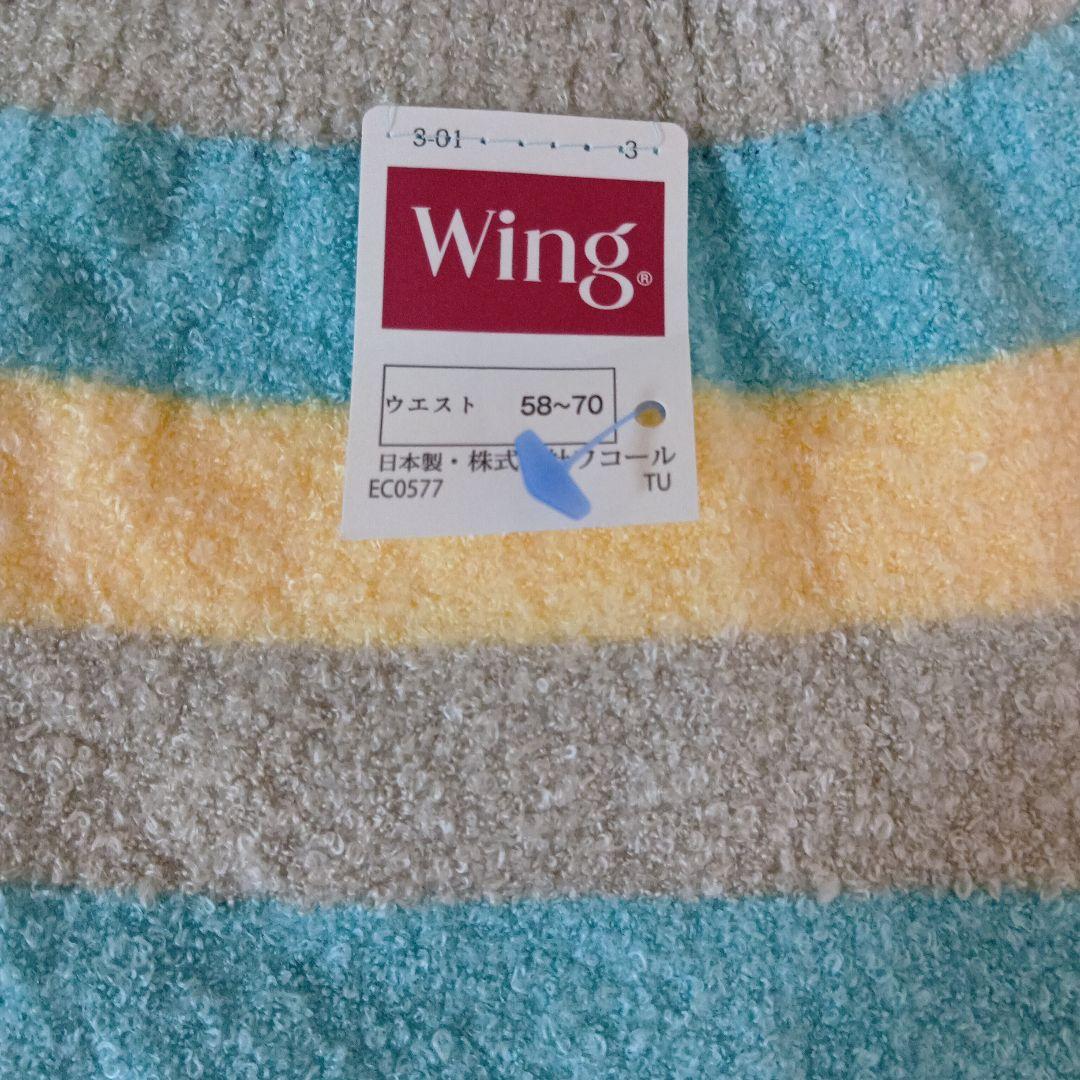 3-01 3
Wing®
ウエスト 58~70
日本製・株式 フコール
EC0577 TU